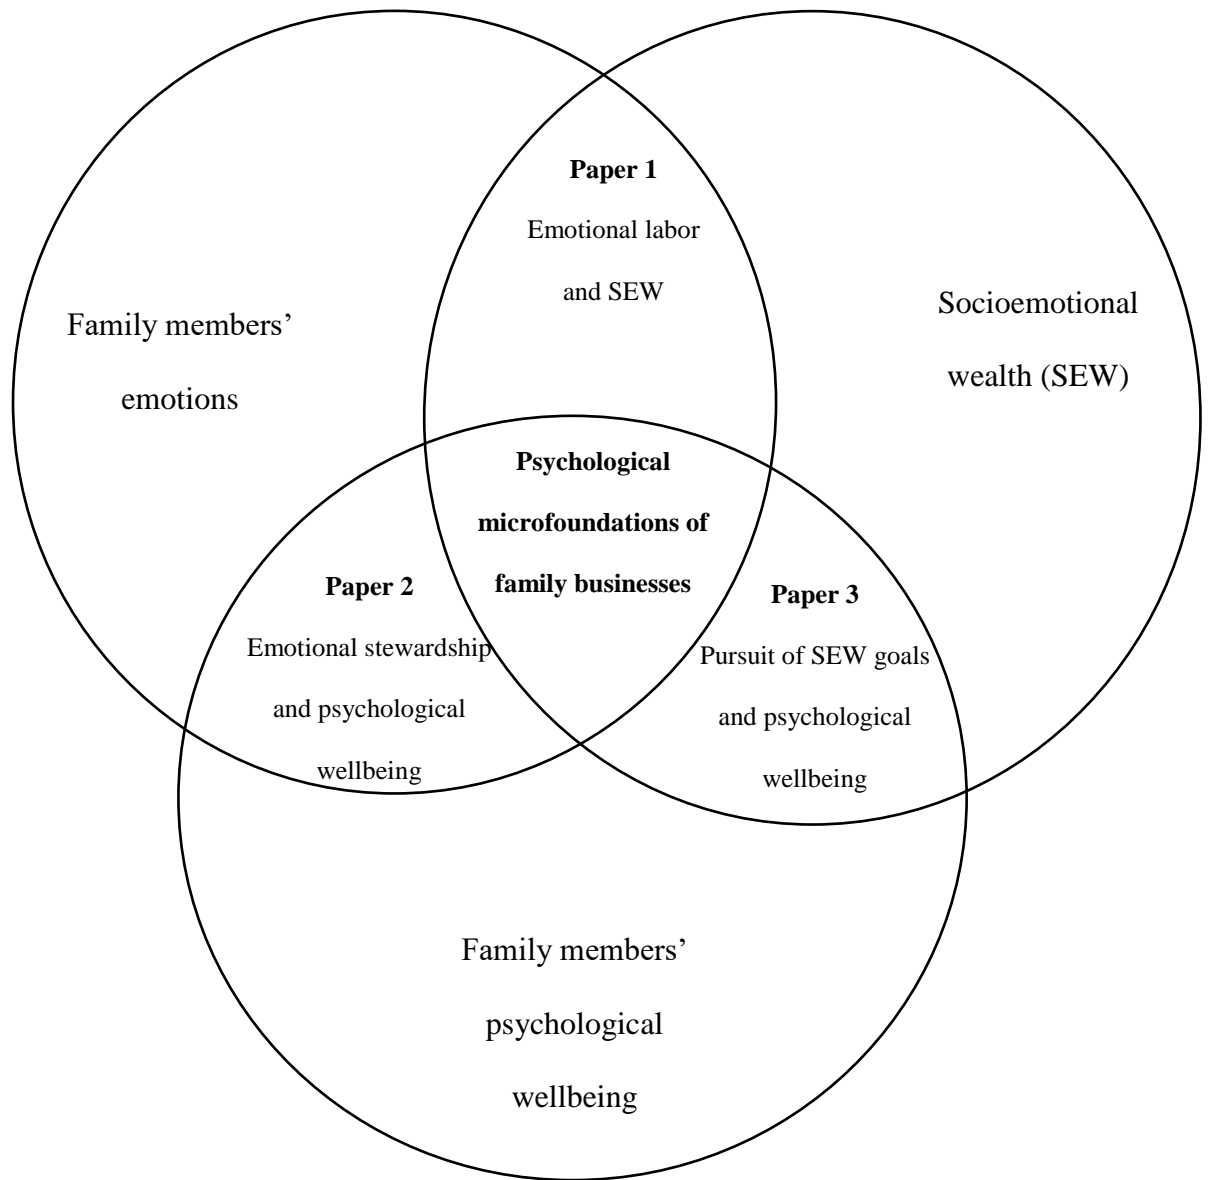 Paper 1
Emotional labor
and SEW
Family members’
emotions
Socioemotional
wealth (SEW)
Psychological
microfoundations of
family businesses
Paper 2
Emotional stewardship
and psychological
wellbeing
Paper 3
Pursuit of SEW goals
and psychological
wellbeing
Family members’
psychological
wellbeing